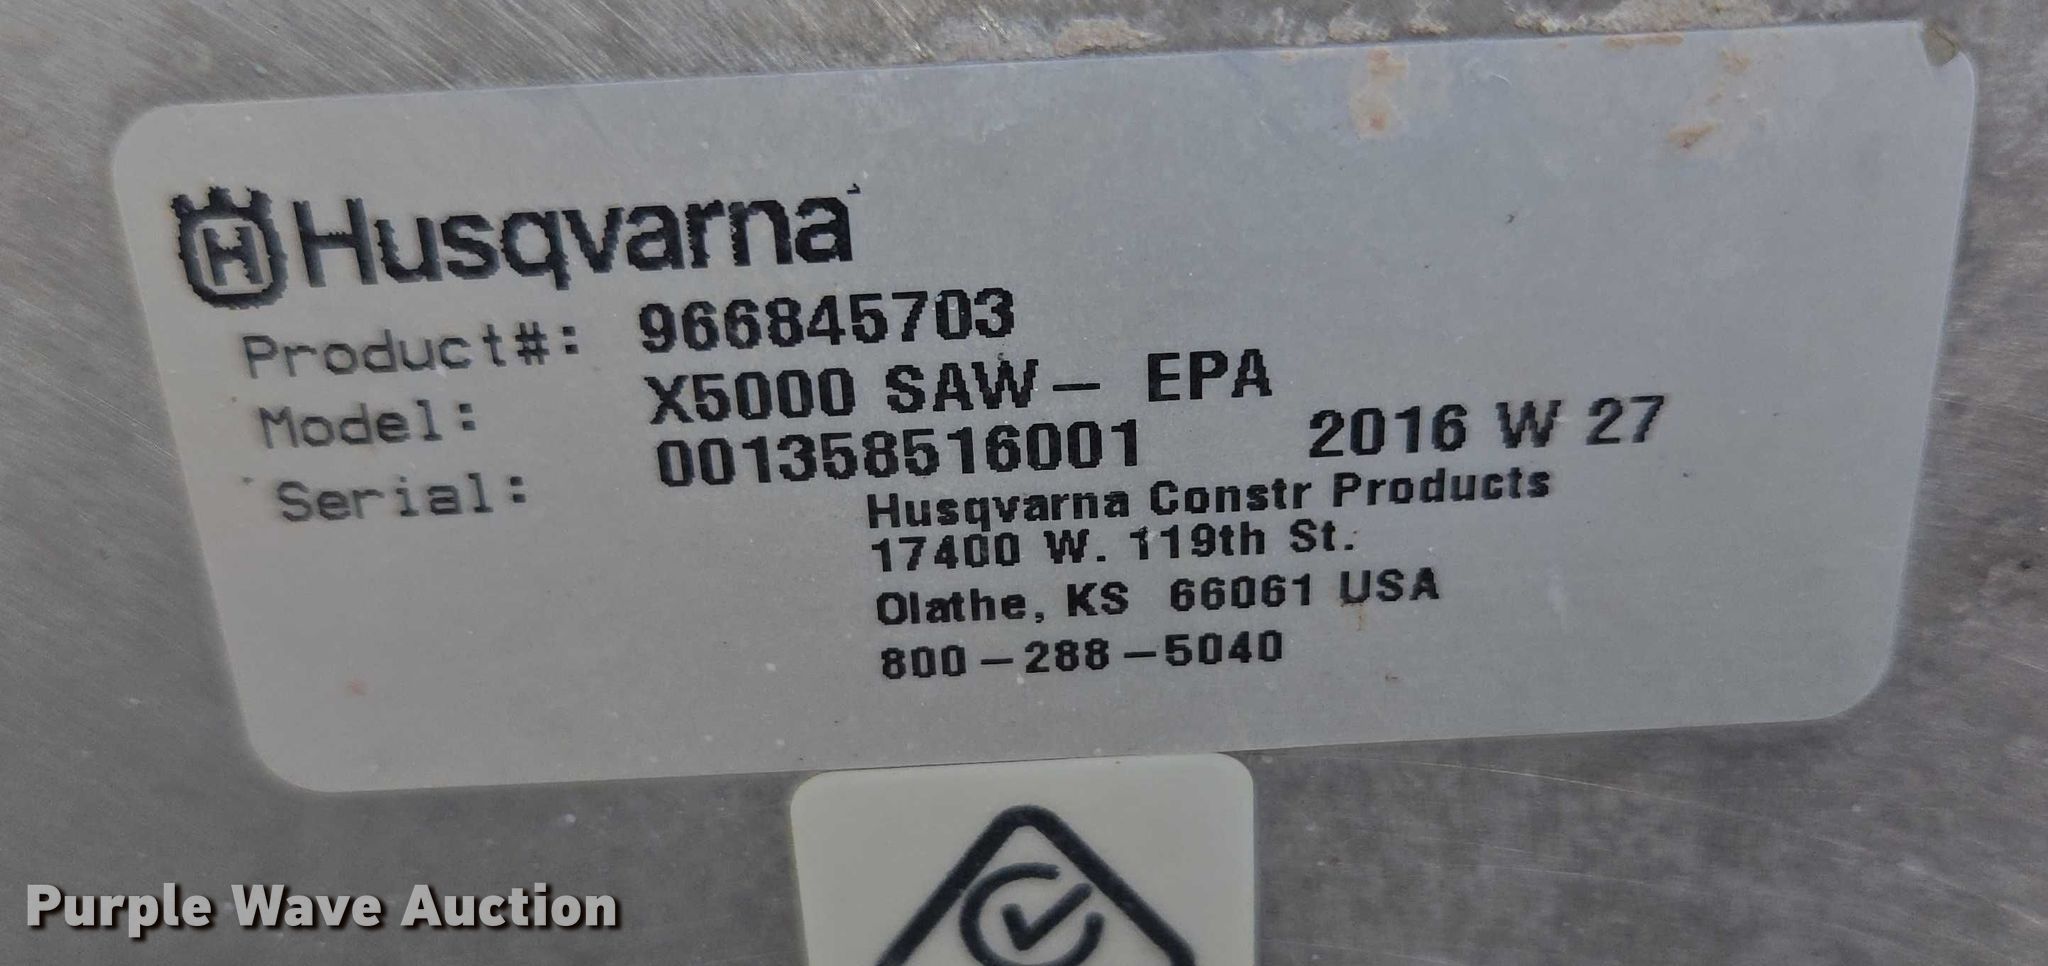 Husqvarna
Product#: 966845703
Model: X5000 SAW- EPA
Serial: 001358516001 2016 W 27
Husqvarna Constr Products
17400 W. 119th St.
Olathe, KS 66061 USA
800-288-5040
Purple Wave Auction